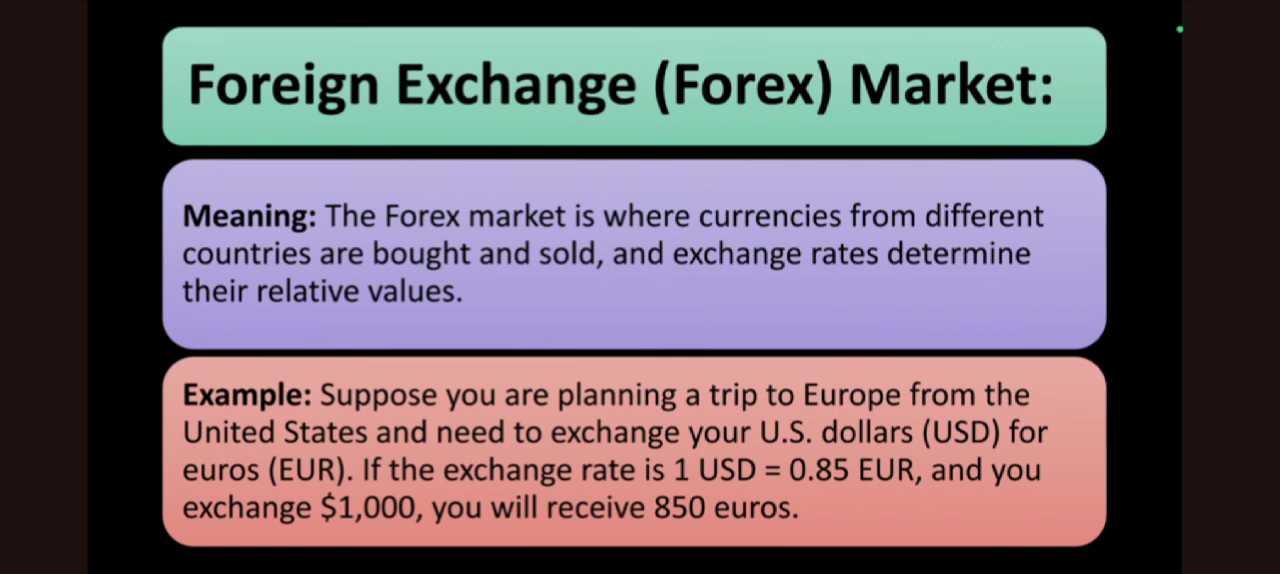 Foreign Exchange (Forex) Market:
Meaning: The Forex market is where currencies from different
countries are bought and sold, and exchange rates determine
their relative values.
Example: Suppose you are planning a trip to Europe from the
United States and need to exchange your U.S. dollars (USD) for
euros (EUR). If the exchange rate is 1 USD = 0.85 EUR, and you
exchange $1,000, you will receive 850 euros.